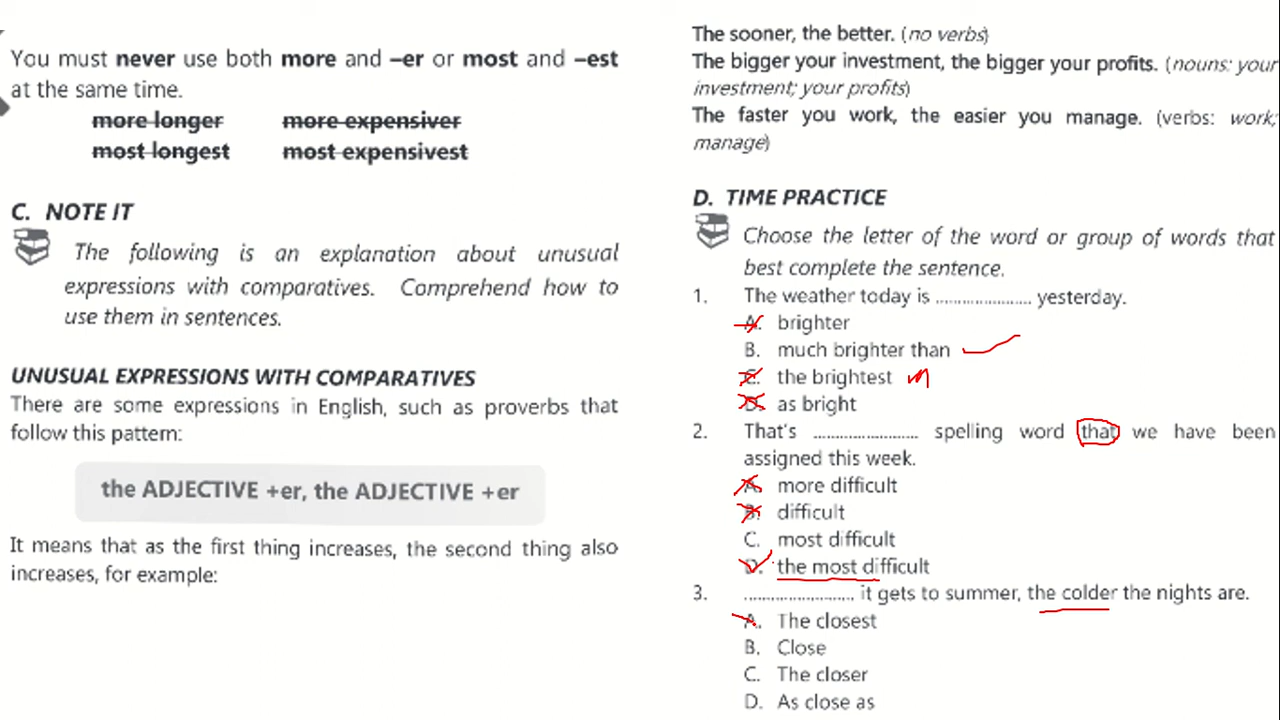 You must never use both more and –er or most and –est
at the same time.
more longer more expensiver
most longest most expensivest
C. NOTE IT
The following is an explanation about unusual
expressions with comparatives. Comprehend how to
use them in sentences.
UNUSUAL EXPRESSIONS WITH COMPARATIVES
There are some expressions in English, such as proverbs that
follow this pattern:
the ADJECTIVE +er, the ADJECTIVE +er
It means that as the first thing increases, the second thing also
increases, for example:
The sooner, the better. (no verbs)
The bigger your investment, the bigger your profits. (nouns: your
investment; your profits)
The faster you work, the easier you manage. (verbs: work;
manage)
D. TIME PRACTICE
Choose the letter of the word or group of words that
best complete the sentence.
1. The weather today is ...................... yesterday.
A. brighter
B. much brighter than
C. the brightest
D. as bright
2. That's ........................ spelling word that we have been
assigned this week.
A. more difficult
B. difficult
C. most difficult
D. the most difficult
3. ......................... it gets to summer, the colder the nights are.
A. The closest
B. Close
C. The closer
D. As close as